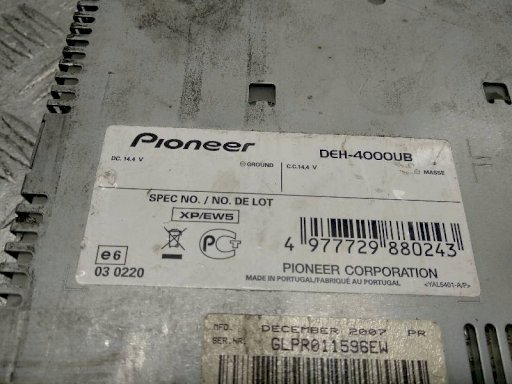 Pioneer
DEH-4000UB
DC. 14.4 V ⊖GROUND C.C.14.4 V ⊖ MASSE
SPEC NO. / NO. DE LOT
XP/EW5
e6
03 0220
4 977729 880243
PIONEER CORPORATION
MADE IN PORTUGAL/FABRIQUÉ AU PORTUGAL
<YAL5401-A/P>
MFD. DECEMBER 2007 PR
SER.NR. GLPR011596EW